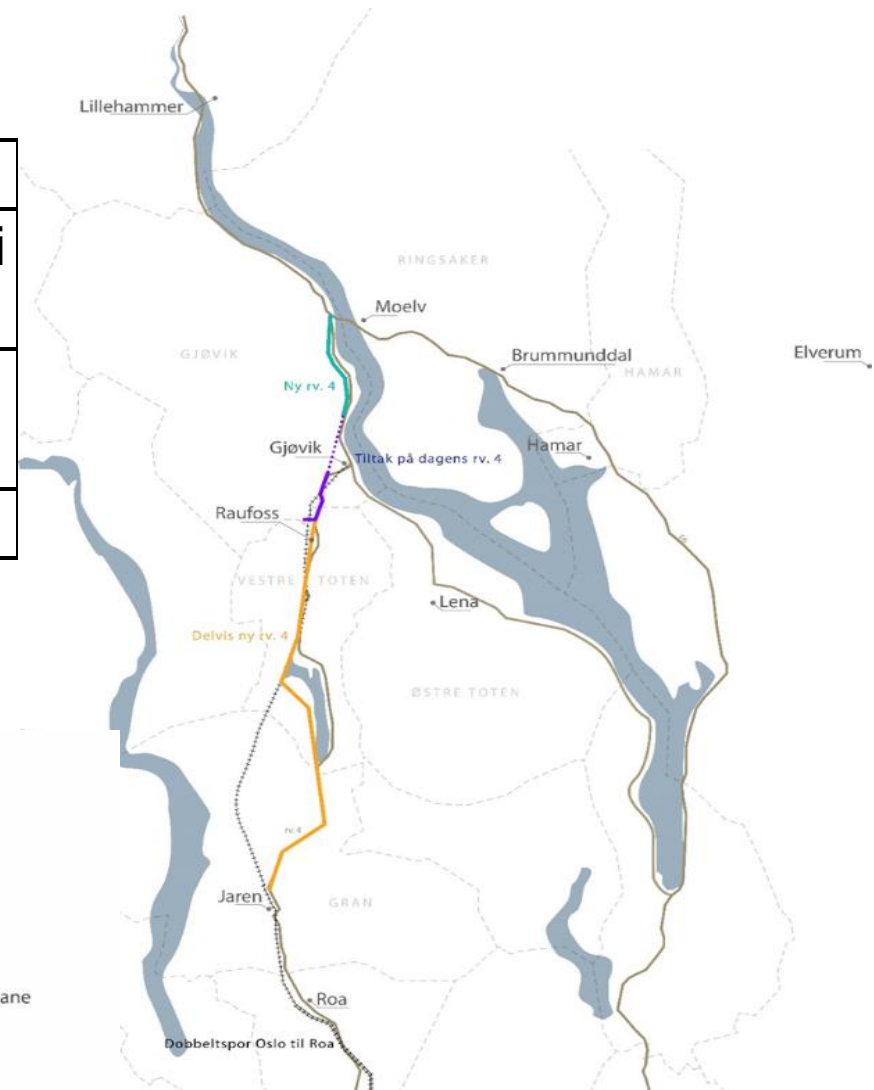 Lillehammer
i
RINGSAKER
Moelv
GJØVIK
Brummunddal
Elverum
HAMAR
Ny rv. 4
Gjøvik
Hamar
Tiltak på dagens rv. 4
Raufoss
VESTRE TOTEN
Lena
Delvis ny rv. 4
ØSTRE TOTEN
rv.4
Jaren
GRAN
ane
Roa
Dobbeltspor Oslo til Roa